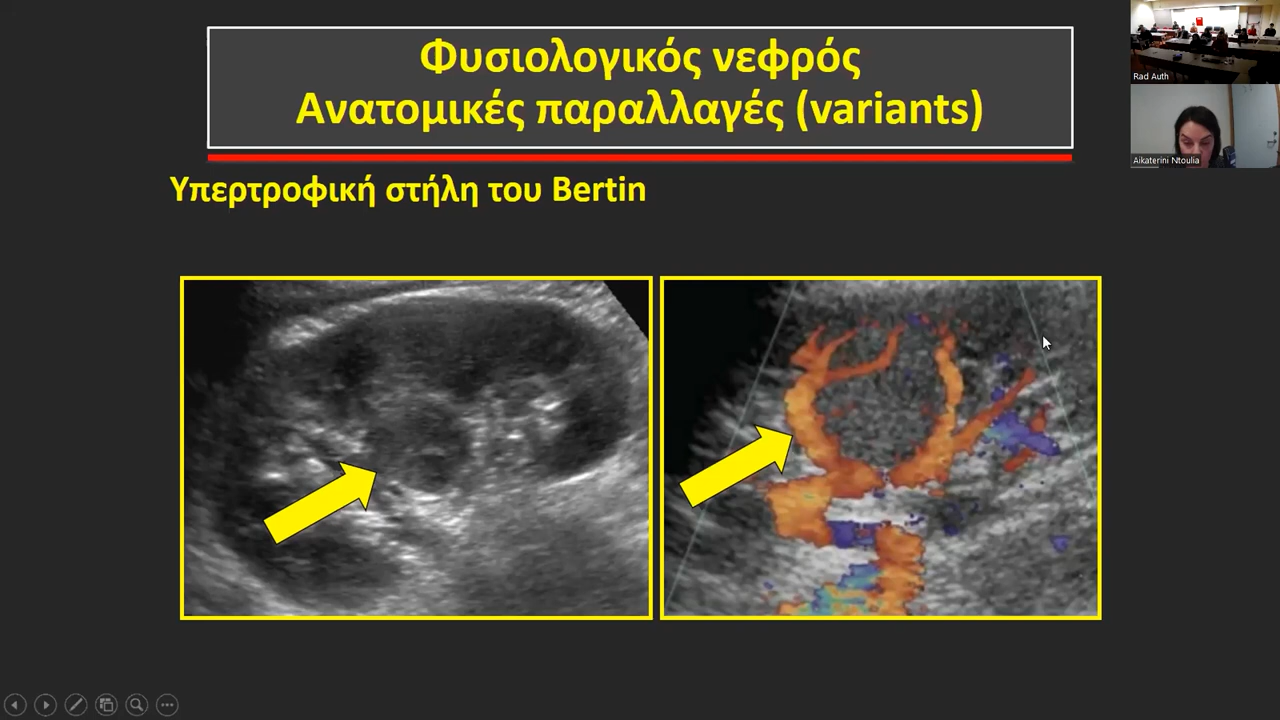 Φυσιολογικός νεφρός
Ανατομικές παραλλαγές (variants)
Υπερτροφική στήλη του Bertin
Rad Auth
Aikaterini Ntoulia